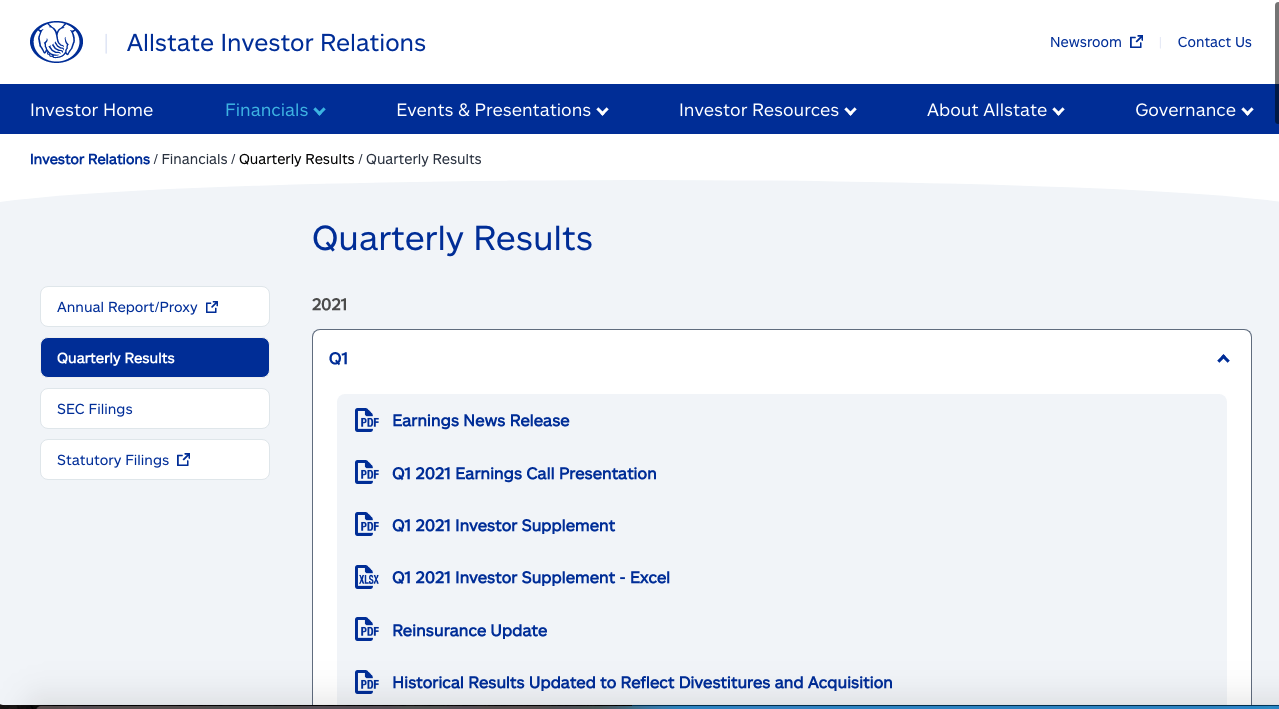 Allstate Investor Relations
Newsroom
Contact Us
Investor Home
Financials
Events & Presentations
Investor Resources
About Allstate
Governance
Investor Relations / Financials / Quarterly Results / Quarterly Results
Quarterly Results
Annual Report/Proxy
Quarterly Results
SEC Filings
Statutory Filings
2021
Q1
PDF Earnings News Release
PDF Q1 2021 Earnings Call Presentation
PDF Q1 2021 Investor Supplement
XLSX Q1 2021 Investor Supplement - Excel
PDF Reinsurance Update
PDF Historical Results Updated to Reflect Divestitures and Acquisition